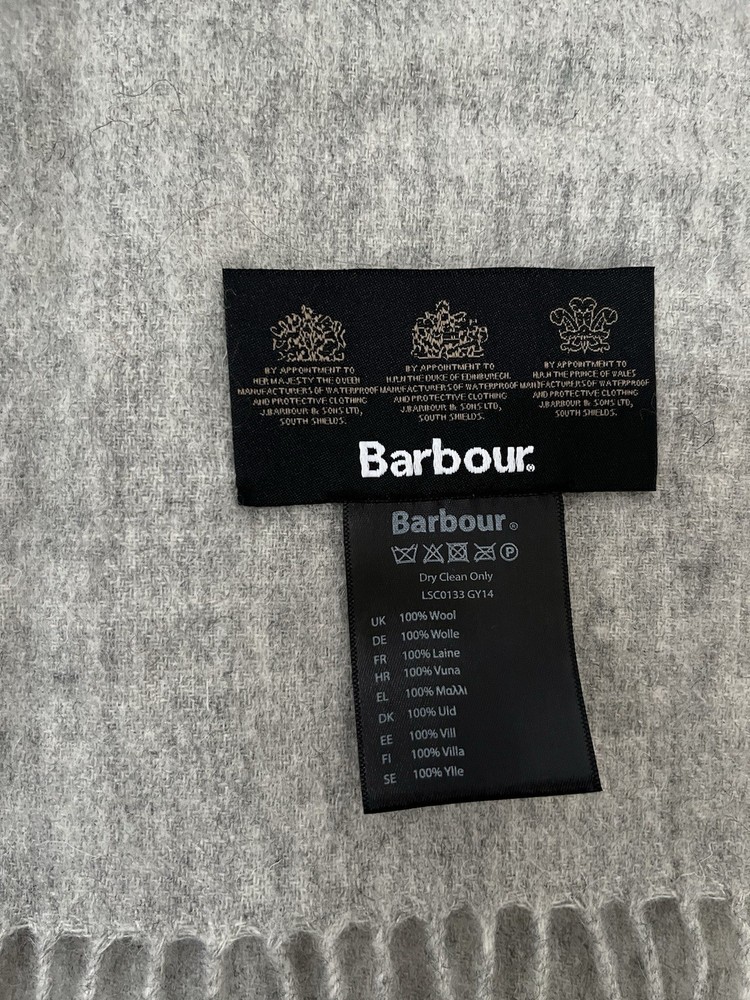 BY APPOINTMENT TO
HER MAJESTY THE QUEEN
MANUFACTURERS OF WATERPROOF
AND PROTECTIVE CLOTHING
J.BARBOUR & SONS LTD,
SOUTH SHIELDS.
BY APPOINTMENT TO
H.R.H THE DUKE OF EDINBURGH.
MANUFACTURERS OF WATERPROOF
AND PROTECTIVE CLOTHING
J.BARBOUR & SONS LTD,
SOUTH SHIELDS.
BY APPOINTMENT TO
H.R.H THE PRINCE OF WALES
MANUFACTURERS OF WATERPROOF
AND PROTECTIVE CLOTHING
J.BARBOUR & SONS LTD,
SOUTH SHIELDS.
Barbour®
Barbour®
P
Dry Clean Only
LSC0133 GY14
UK 100% Wool
DE 100% Wolle
FR 100% Laine
HR 100% Vuna
EL 100% Μαλλι
DK 100% Uld
EE 100% Vill
FI 100% Villa
SE 100% Ylle